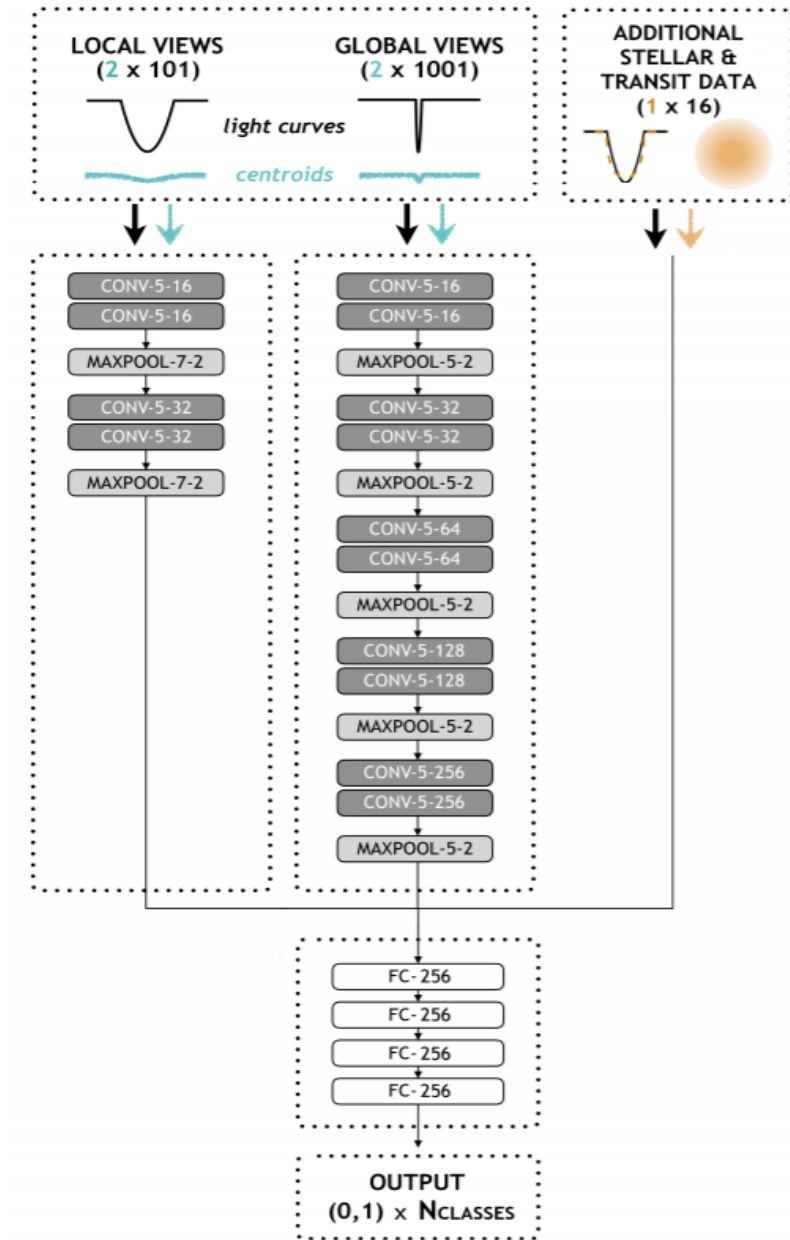 LOCAL VIEWS
(2 x 101)
GLOBAL VIEWS
(2 x 1001)
light curves
centroids
ADDITIONAL
STELLAR &
TRANSIT DATA
(1 x 16)
CONV-5-16
CONV-5-16
MAXPOOL-7-2
CONV-5-32
CONV-5-32
MAXPOOL-7-2
CONV-5-16
CONV-5-16
MAXPOOL-5-2
CONV-5-32
CONV-5-32
MAXPOOL-5-2
CONV-5-64
CONV-5-64
MAXPOOL-5-2
CONV-5-128
CONV-5-128
MAXPOOL-5-2
CONV-5-256
CONV-5-256
MAXPOOL-5-2
FC- 256
FC- 256
FC- 256
FC- 256
OUTPUT
(0,1) x NCLASSES